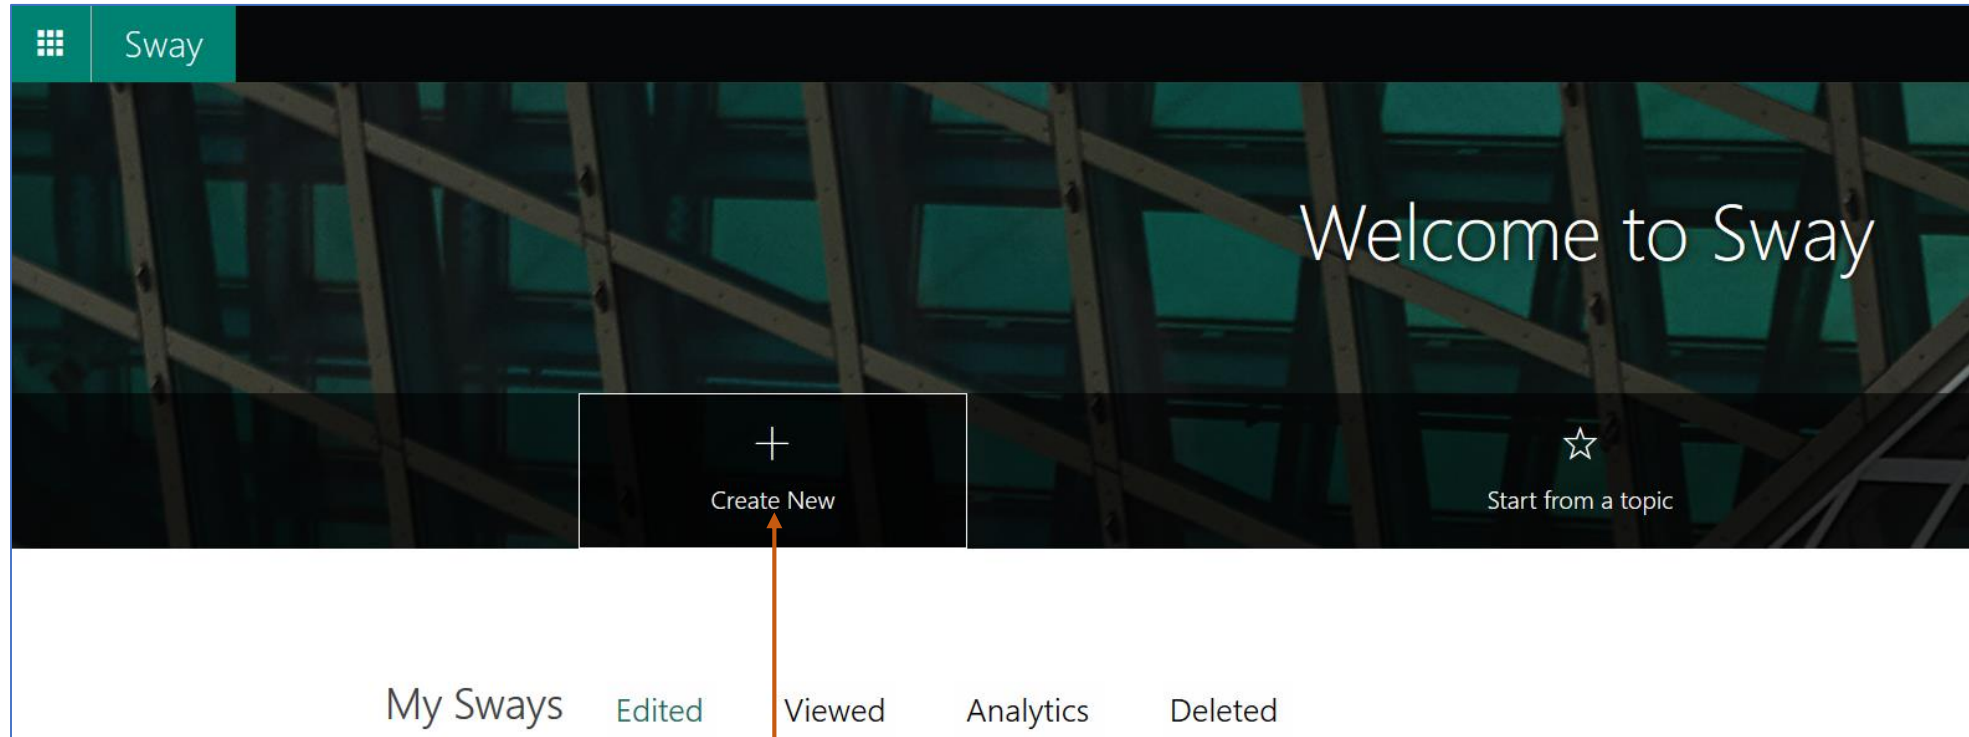 Sway
Welcome to Sway
Create New
Start from a topic
My Sways Edited Viewed Analytics Deleted